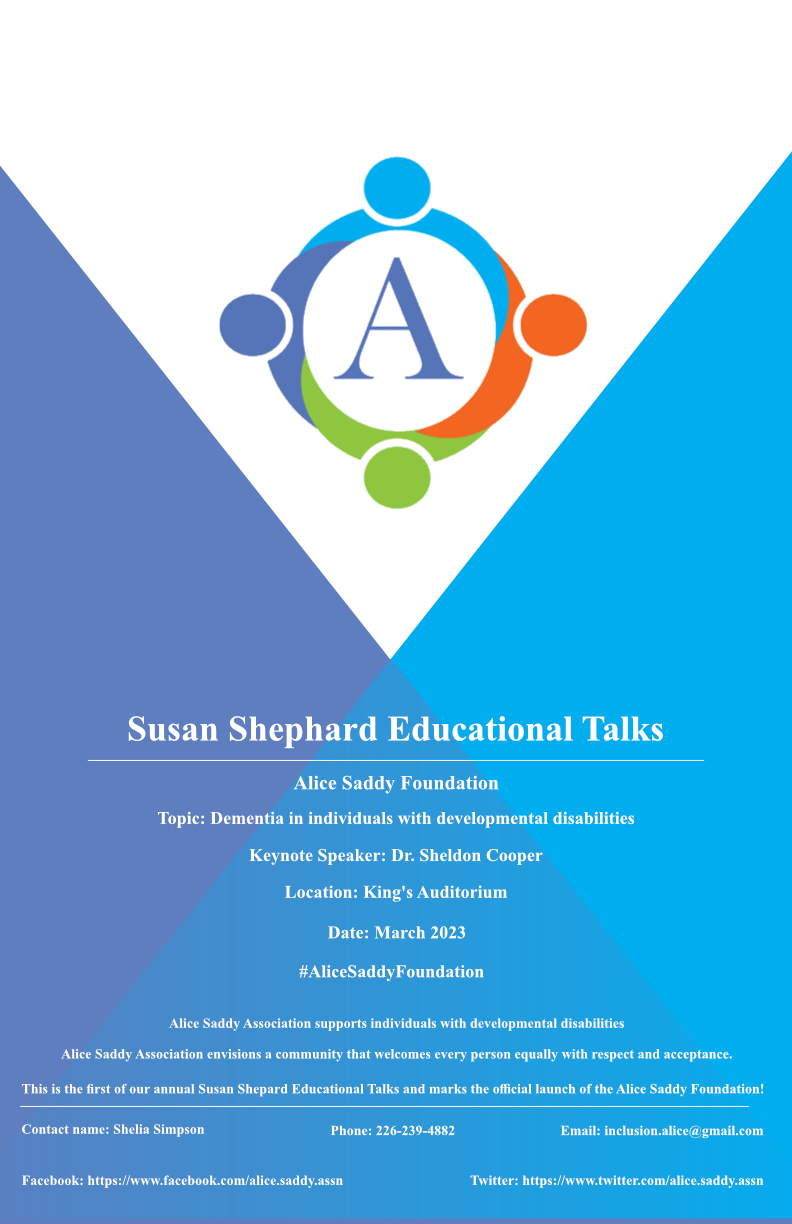 A
Susan Shephard Educational Talks
Alice Saddy Foundation
Topic: Dementia in individuals with developmental disabilities
Keynote Speaker: Dr. Sheldon Cooper
Location: King's Auditorium
Date: March 2023
#AliceSaddyFoundation
Alice Saddy Association supports individuals with developmental disabilities
Alice Saddy Association envisions a community that welcomes every person equally with respect and acceptance.
This is the first of our annual Susan Shepard Educational Talks and marks the official launch of the Alice Saddy Foundation!
Contact name: Shelia Simpson Phone: 226-239-4882 Email: inclusion.alice@gmail.com
Facebook: https://www.facebook.com/alice.saddy.assn Twitter: https://www.twitter.com/alice.saddy.assn